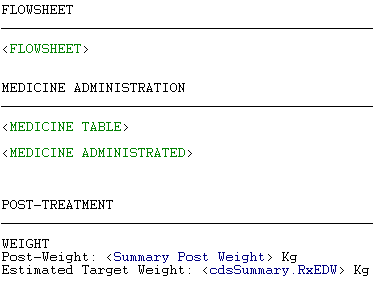 FLOWSHEET
<FLOWSHEET>
MEDICINE ADMINISTRATION
<MEDICINE TABLE>
<MEDICINE ADMINISTRATED>
POST-TREATMENT
WEIGHT
Post-Weight: <Summary Post Weight> Kg
Estimated Target Weight: <cdsSummary.RxEDW> Kg